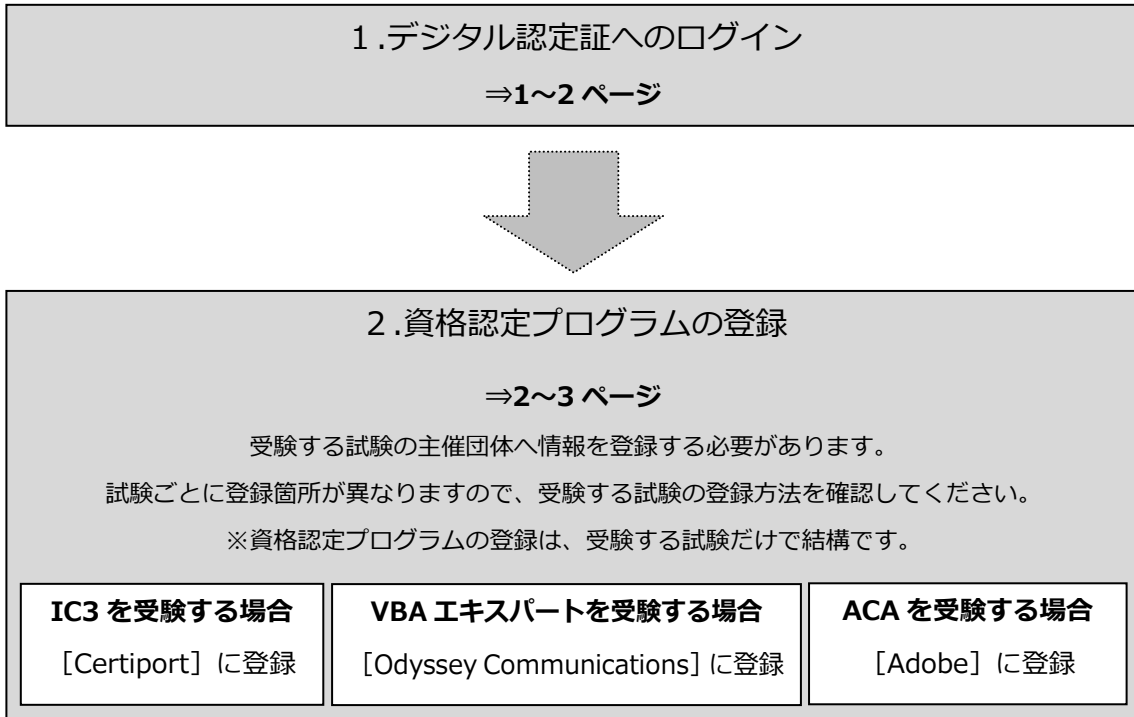 １.デジタル認定証へのログイン
⇒1～2 ページ
２.資格認定プログラムの登録
⇒2～3 ページ
受験する試験の主催団体へ情報を登録する必要があります。
試験ごとに登録箇所が異なりますので、受験する試験の登録方法を確認してください。
※資格認定プログラムの登録は、受験する試験だけで結構です。
IC3 を受験する場合
［Certiport］に登録
VBA エキスパートを受験する場合
［Odyssey Communications］に登録
ACA を受験する場合
［Adobe］に登録